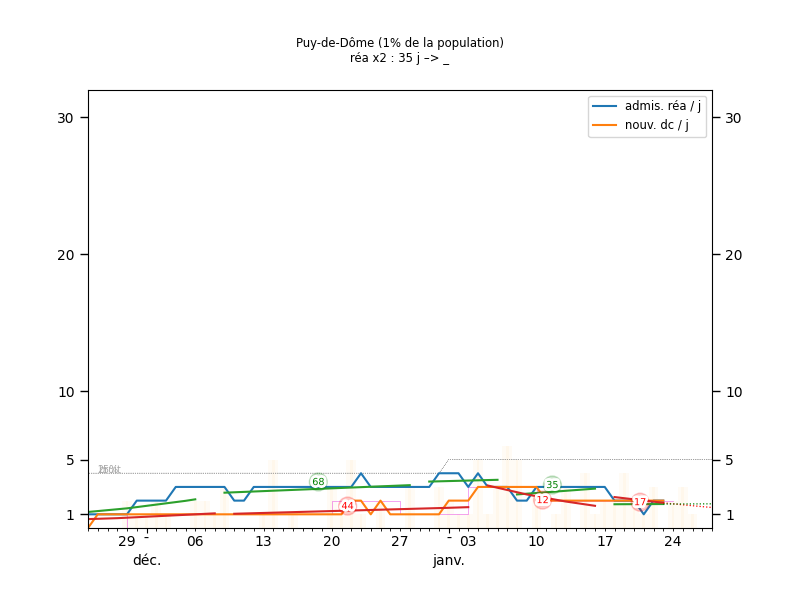 Puy-de-Dôme (1% de la population)
réa x2 : 35 j –> _
admis. réa / j
nouv. dc / j
30 30
20 20
10 10
5 5
1 1
68
44
35
12
17
29 - 06 13 20 27 - 03 10 17 24
déc. janv.